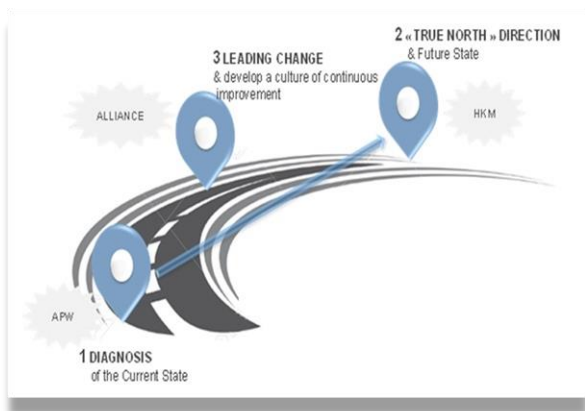 2 « TRUE NORTH » DIRECTION
& Future State
3 LEADING CHANGE
& develop a culture of continuous
improvement
ALLIANCE
HKM
APW
1 DIAGNOSIS
of the Current State